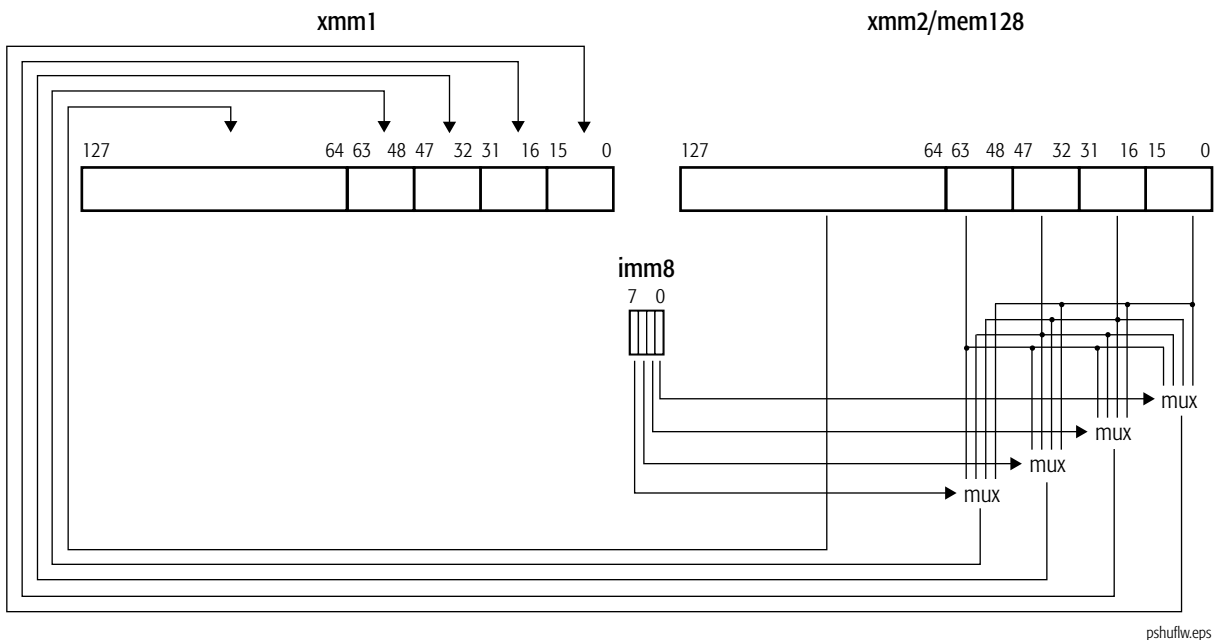 xmm1 xmm2/mem128
127 64 63 48 47 32 31 16 15 0 127 64 63 48 47 32 31 16 15 0
imm8
7 0
mux
mux
mux
mux
pshuflw.eps